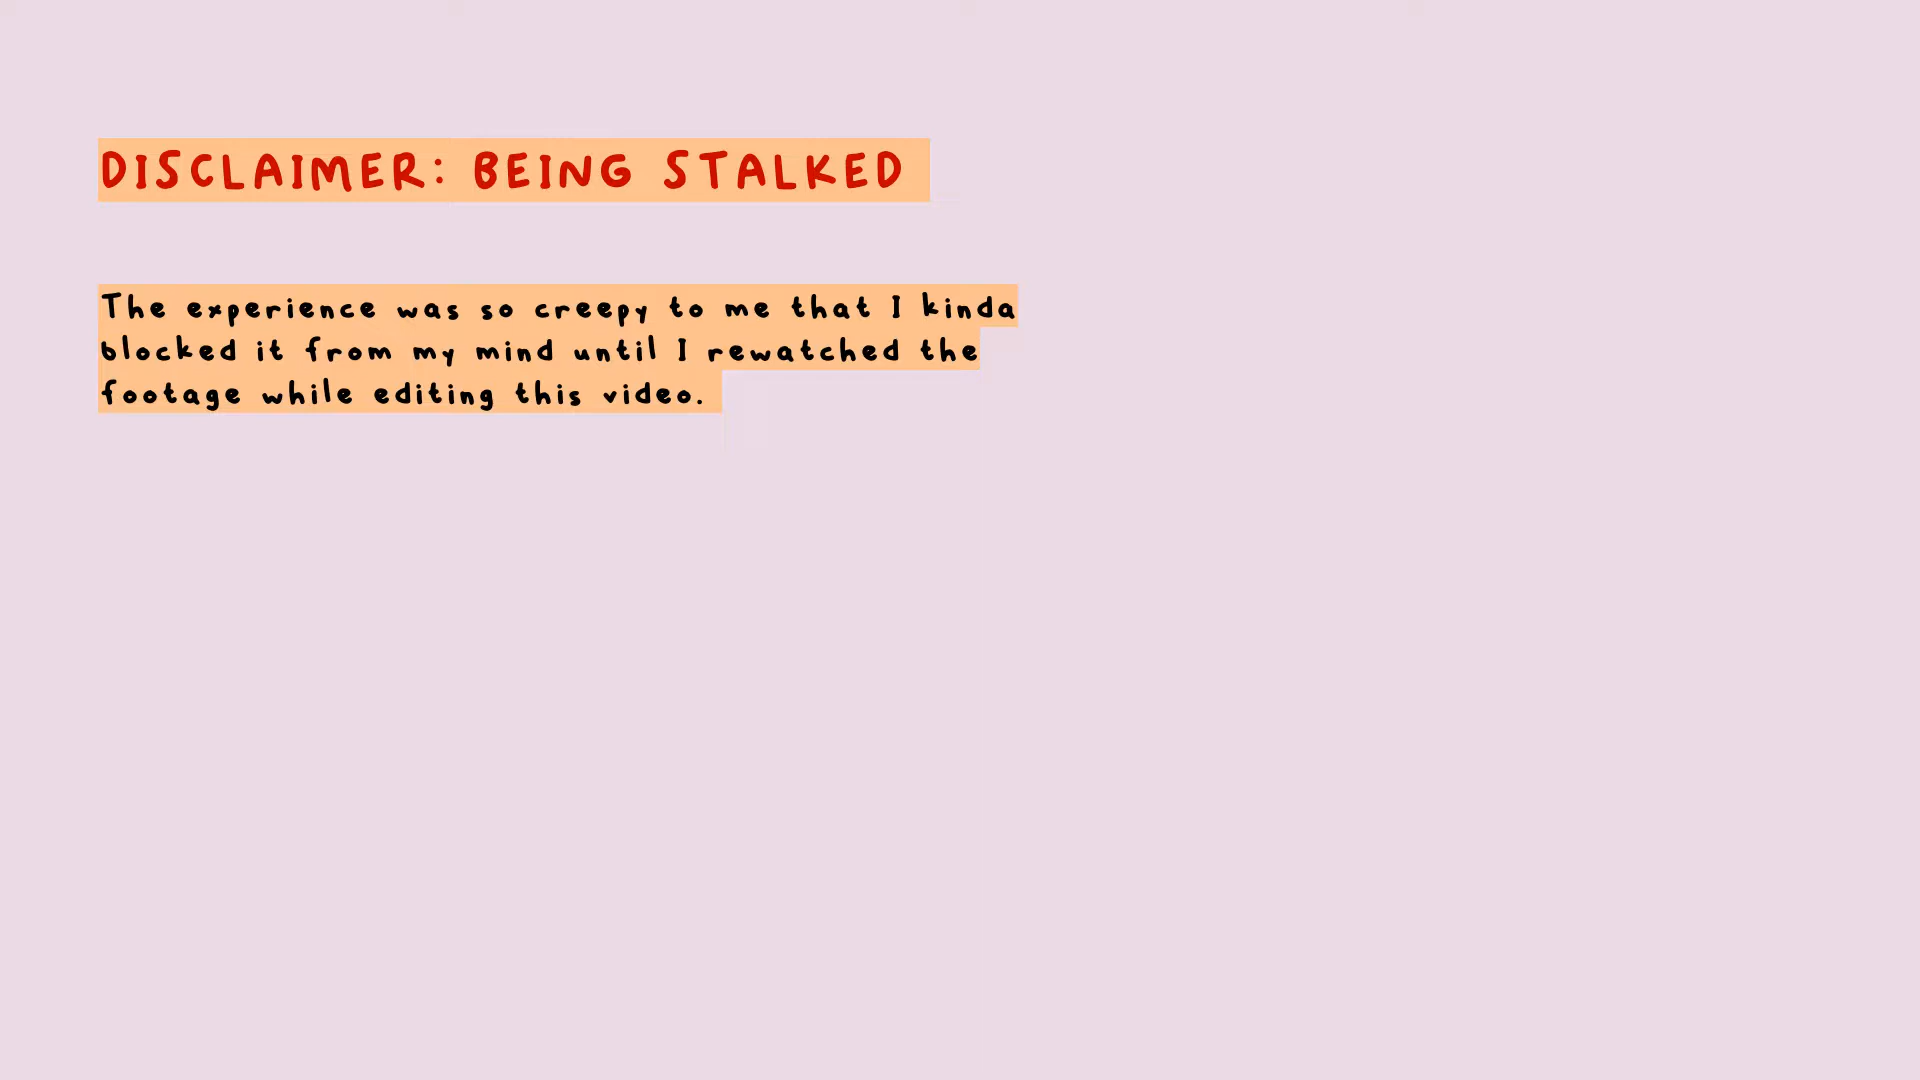 DISCLAIMER: BEING STALKED
The experience was so creepy to me that I kinda
blocked it from my mind until I rewatched the
footage while editing this video.